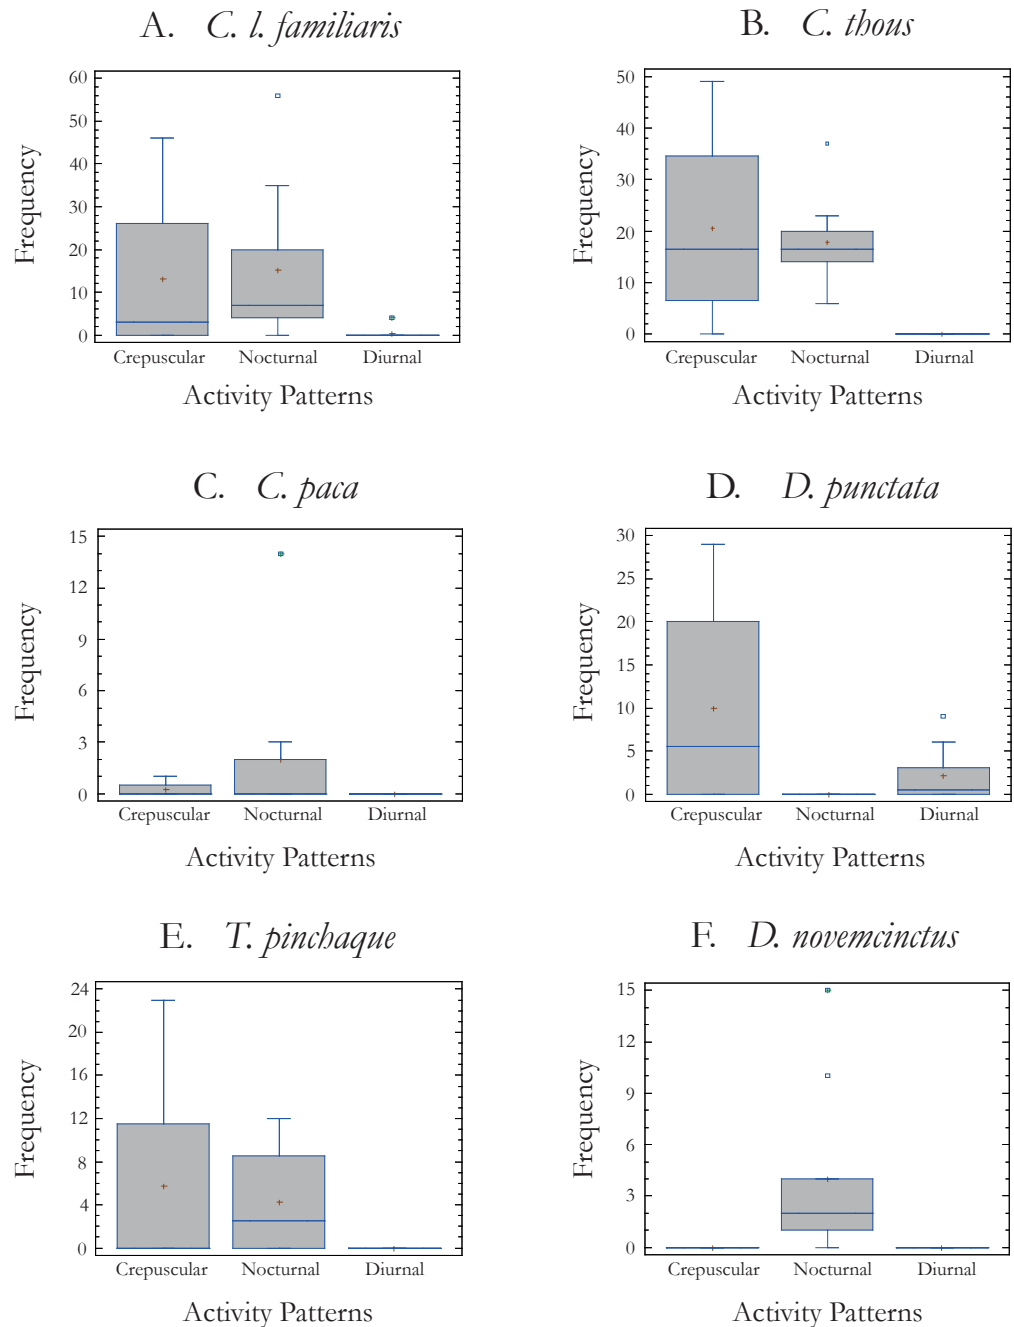 A. C. l. familiaris
60
50
40
30
20
10
0
Frequency
Crepuscular Nocturnal Diurnal
Activity Patterns
B. C. thous
50
40
30
20
10
0
Frequency
Crepuscular Nocturnal Diurnal
Activity Patterns
C. C. paca
15
12
9
6
3
0
Frequency
Crepuscular Nocturnal Diurnal
Activity Patterns
D. D. punctata
30
25
20
15
10
5
0
Frequency
Crepuscular Nocturnal Diurnal
Activity Patterns
E. T. pinchaque
24
20
16
12
8
4
0
Frequency
Crepuscular Nocturnal Diurnal
Activity Patterns
F. D. novemcinctus
15
12
9
6
3
0
Frequency
Crepuscular Nocturnal Diurnal
Activity Patterns